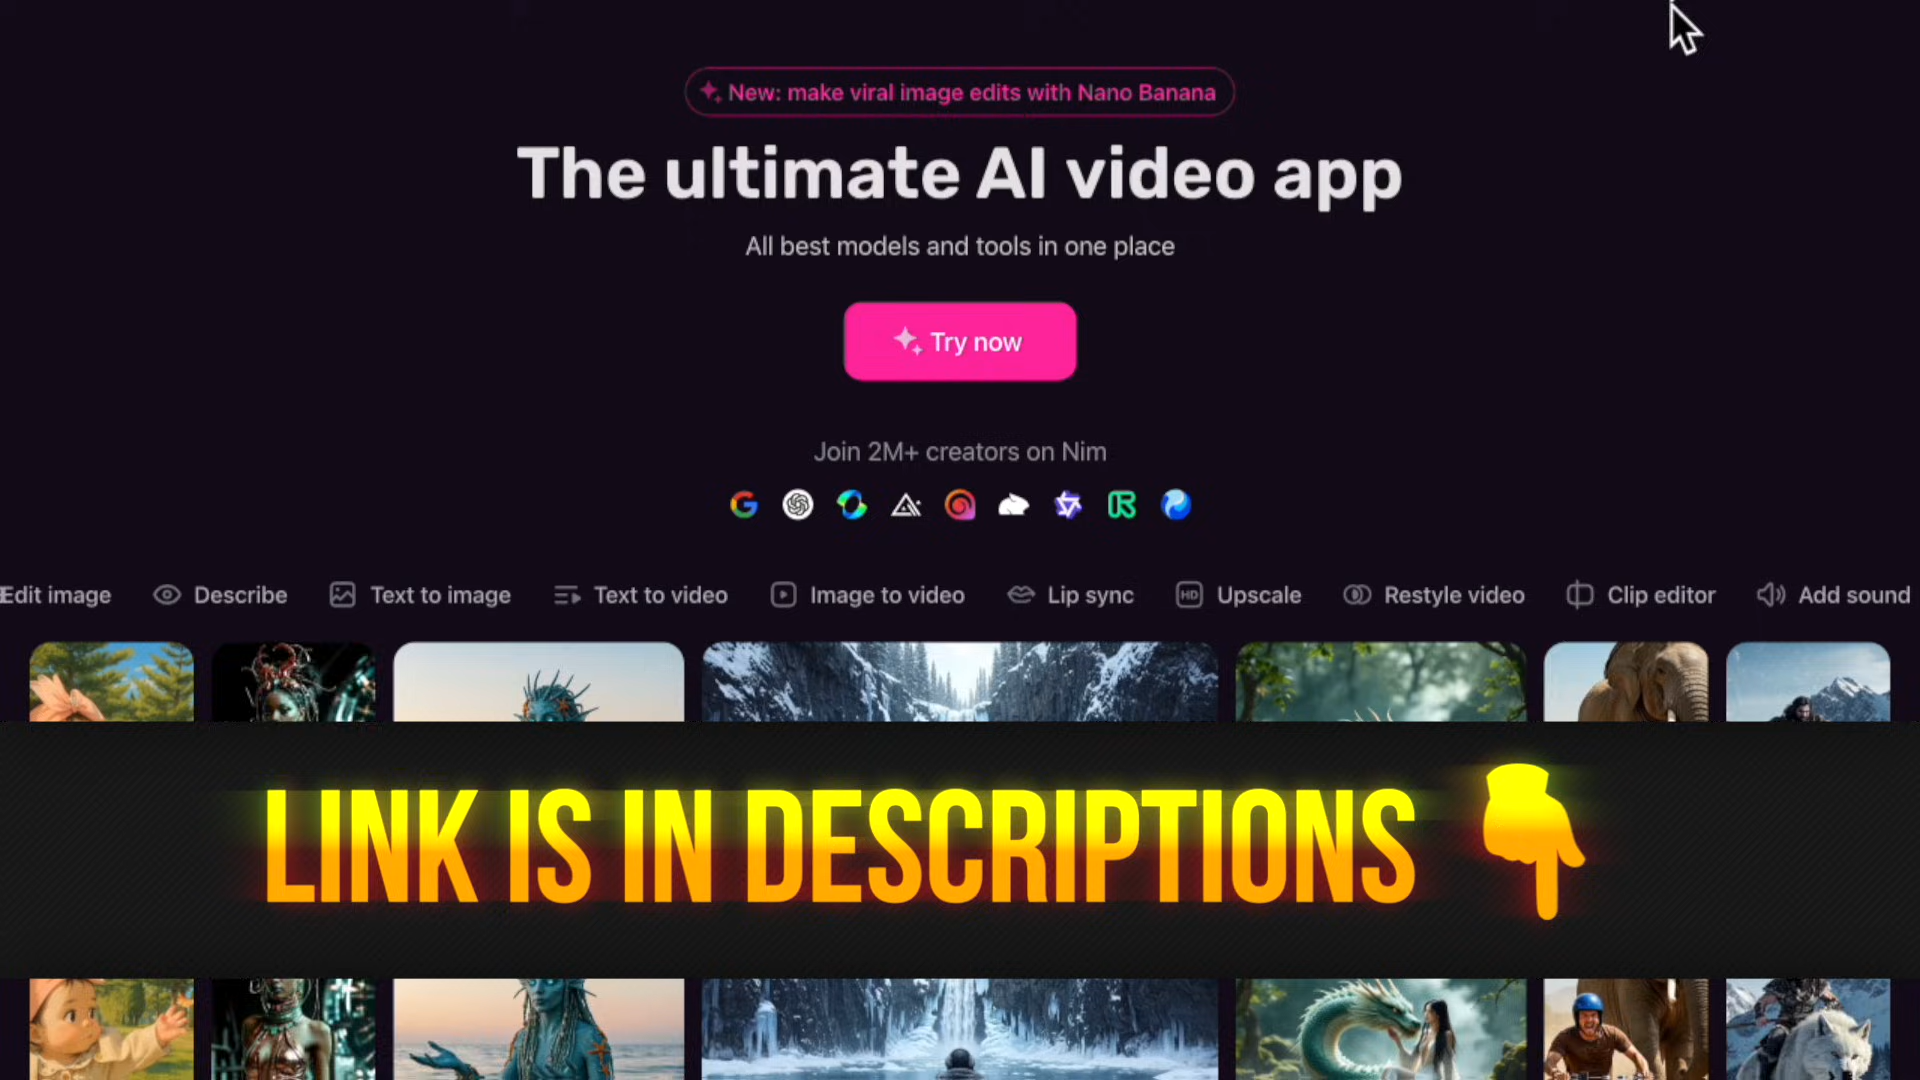 New: make viral image edits with Nano Banana
The ultimate AI video app
All best models and tools in one place
Try now
Join 2M+ creators on Nim
Edit image Describe Text to image Text to video Image to video Lip sync HD Upscale Restyle video Clip editor Add sound
LINK IS IN DESCRIPTIONS